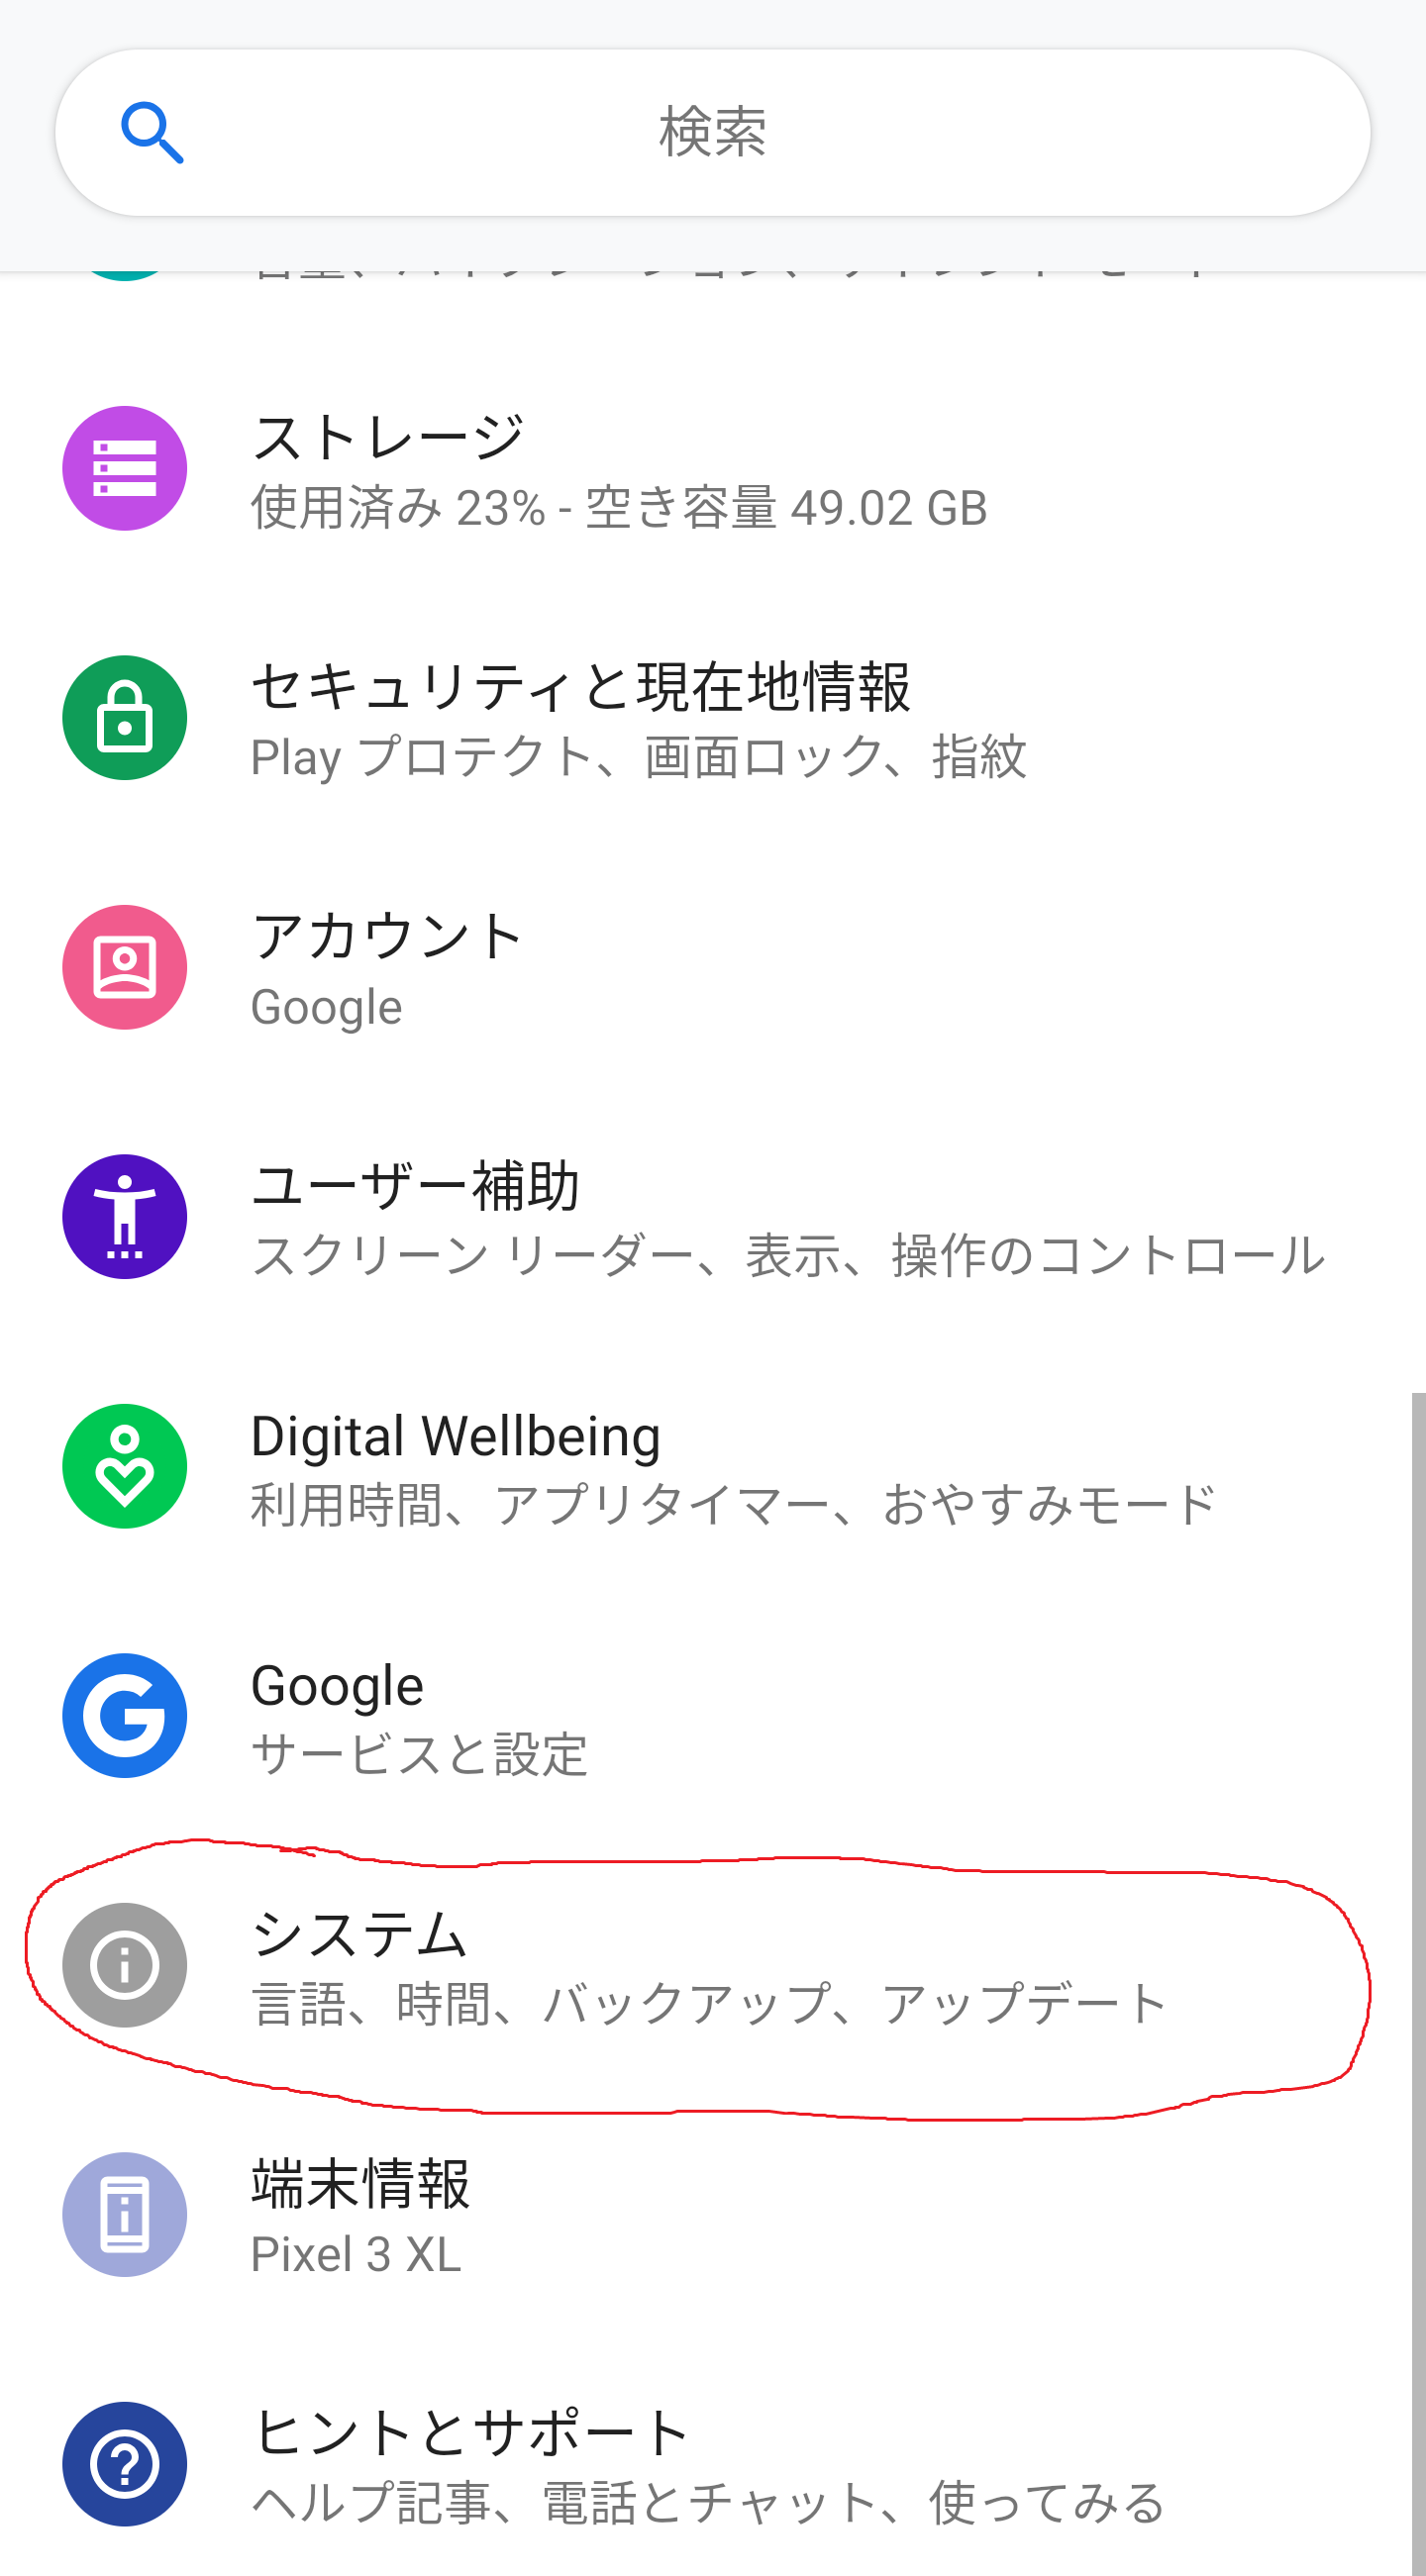 検索
ストレージ
使用済み 23% - 空き容量 49.02 GB
セキュリティと現在地情報
Play プロテクト、画面ロック、指紋
アカウント
Google
ユーザー補助
スクリーン リーダー、表示、操作のコントロール
Digital Wellbeing
利用時間、アプリタイマー、おやすみモード
Google
サービスと設定
システム
言語、時間、バックアップ、アップデート
端末情報
Pixel 3 XL
ヒントとサポート
ヘルプ記事、電話とチャット、使ってみる